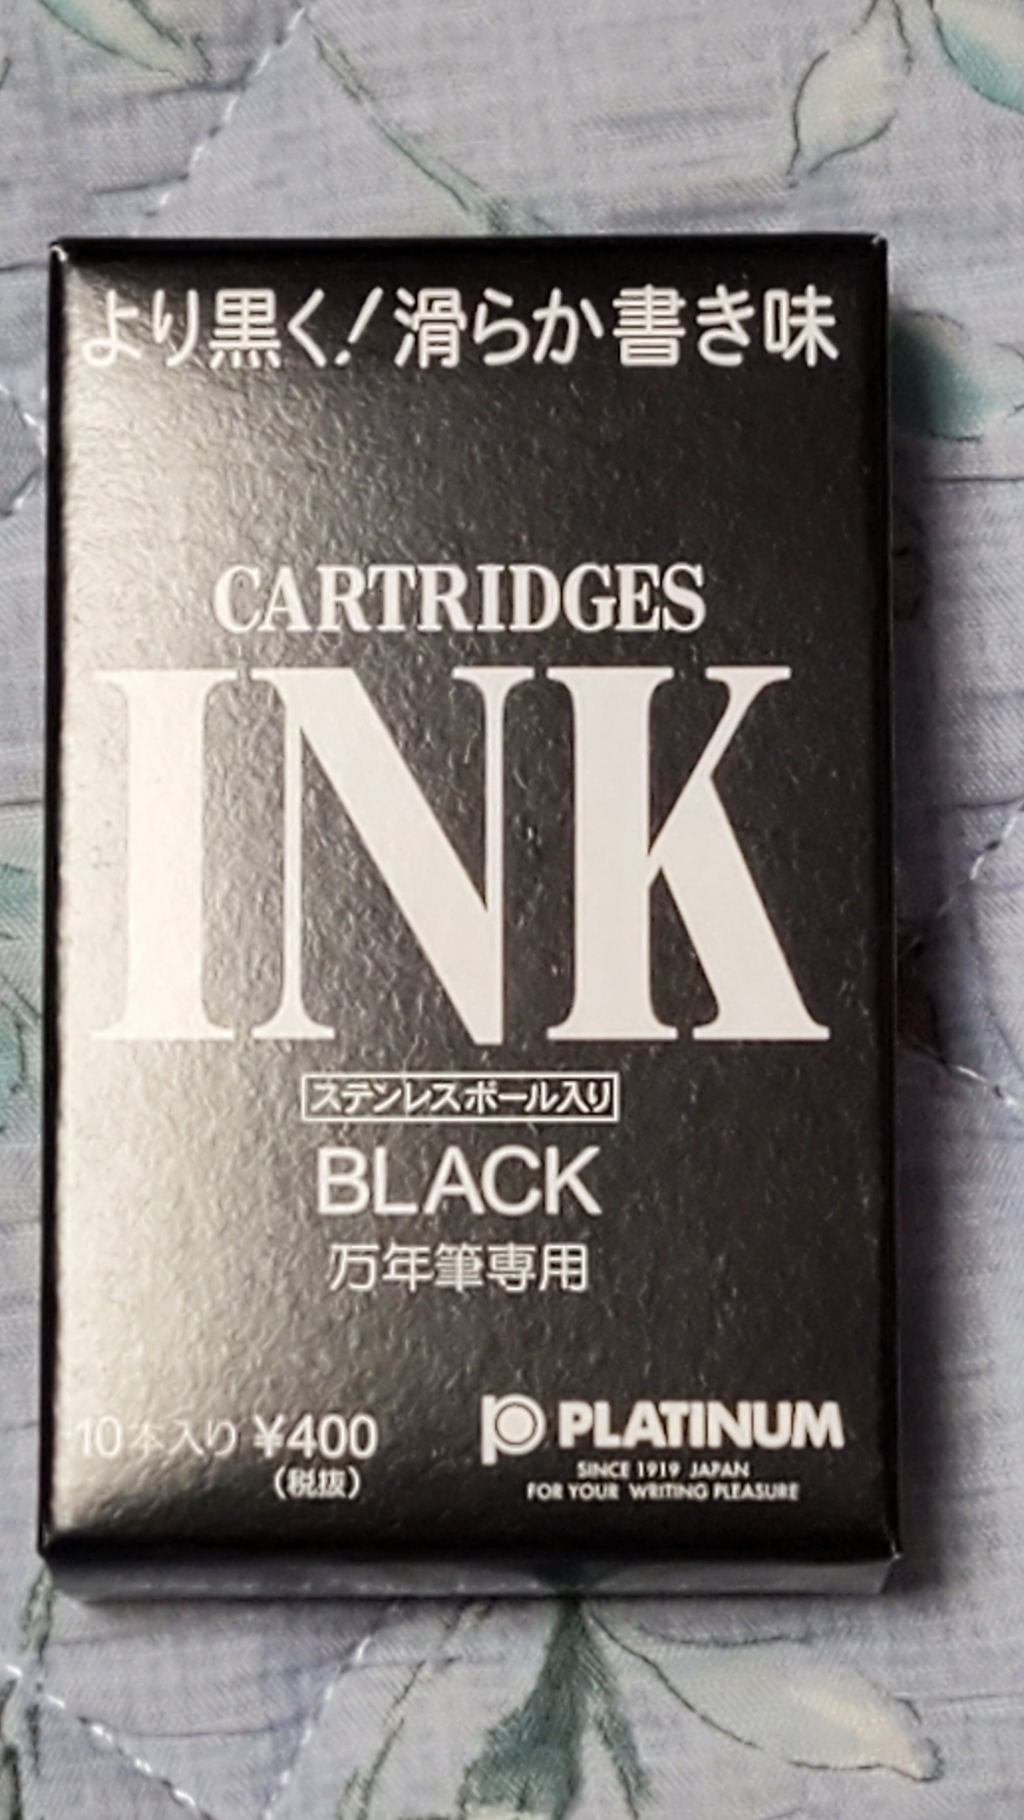 より黒く!滑らか書き味
CARTRIDGES
INK
ステンレスボール入り
BLACK
万年筆専用
10本入り ¥400
(税抜)
PLATINUM
SINCE 1919 JAPAN
FOR YOUR WRITING PLEASURE